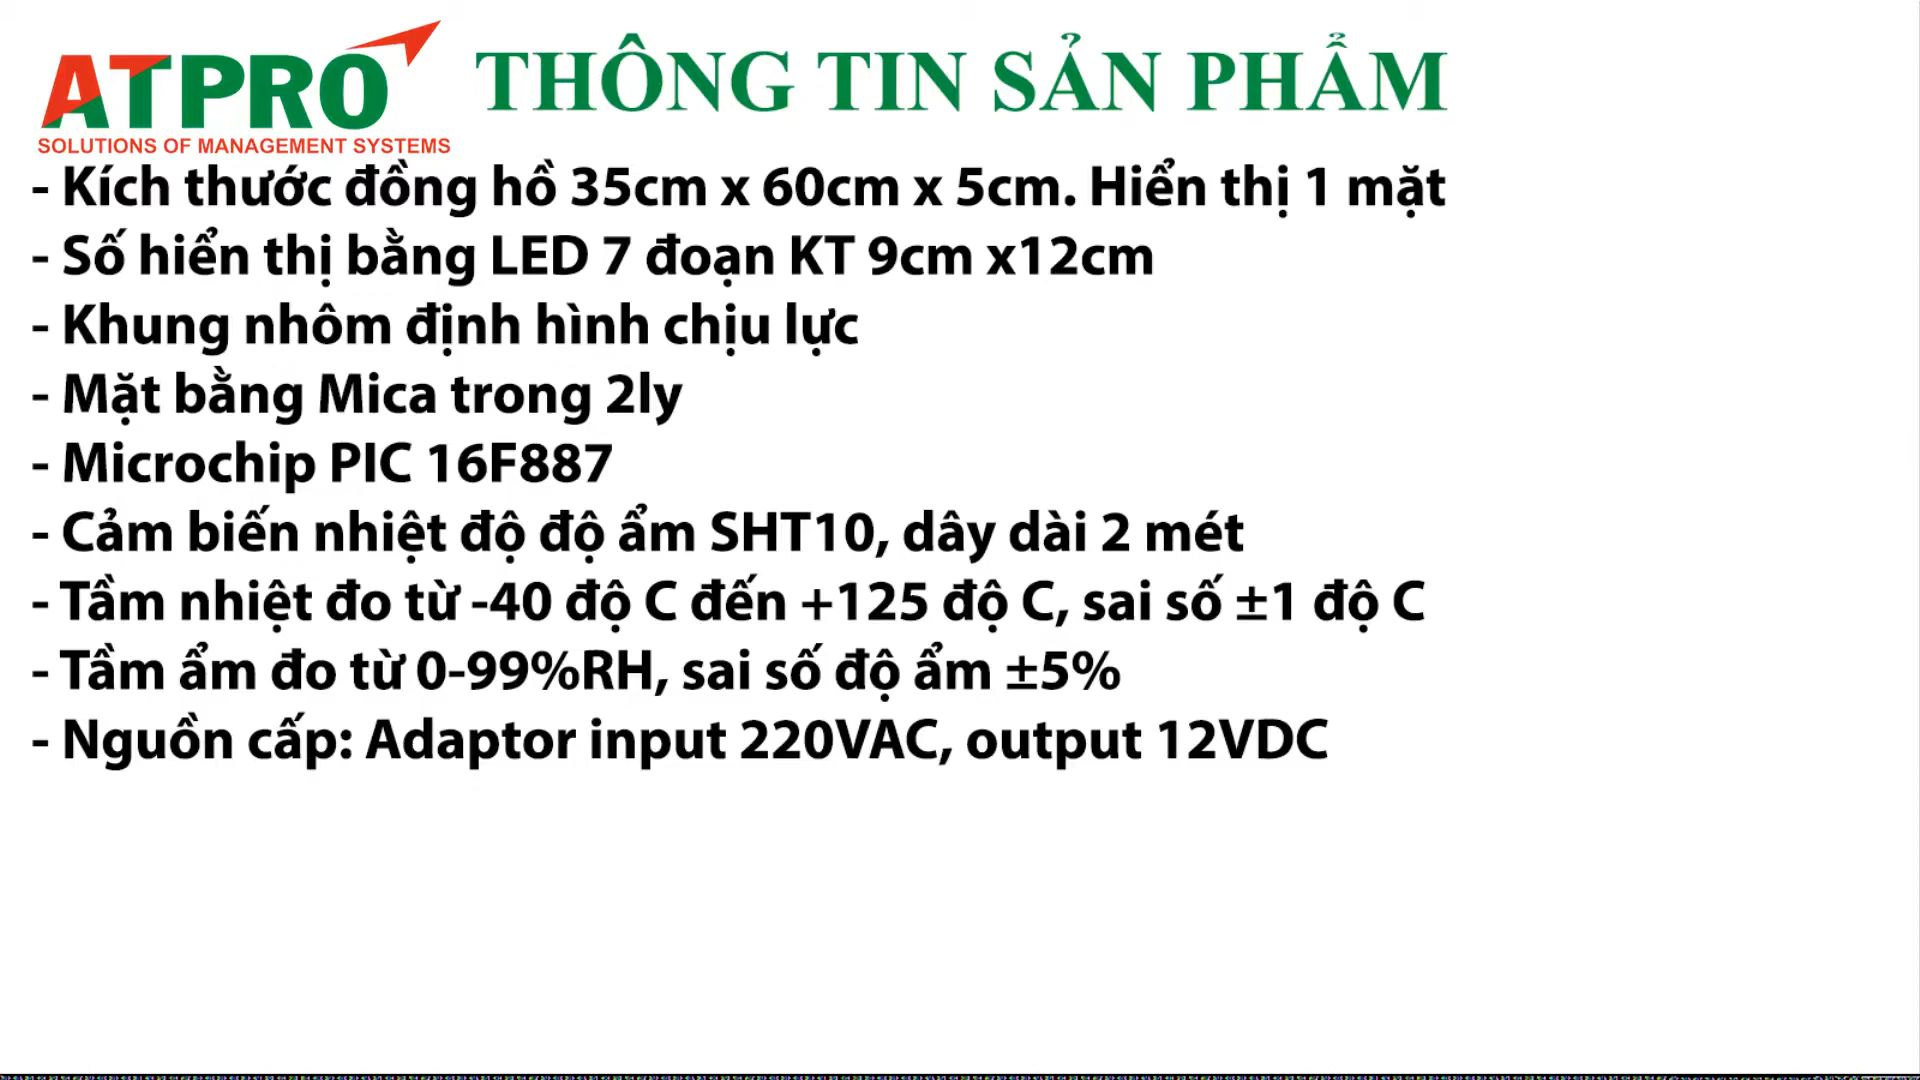 ATPRO
SOLUTIONS OF MANAGEMENT SYSTEMS
THÔNG TIN SẢN PHẨM
- Kích thước đồng hồ 35cm x 60cm x 5cm. Hiển thị 1 mặt
- Số hiển thị bằng LED 7 đoạn KT 9cm x12cm
- Khung nhôm định hình chịu lực
- Mặt bằng Mica trong 2ly
- Microchip PIC 16F887
- Cảm biến nhiệt độ độ ẩm SHT10, dây dài 2 mét
- Tầm nhiệt đo từ -40 độ C đến +125 độ C, sai số ±1 độ C
- Tầm ẩm đo từ 0-99%RH, sai số độ ẩm ±5%
- Nguồn cấp: Adaptor input 220VAC, output 12VDC